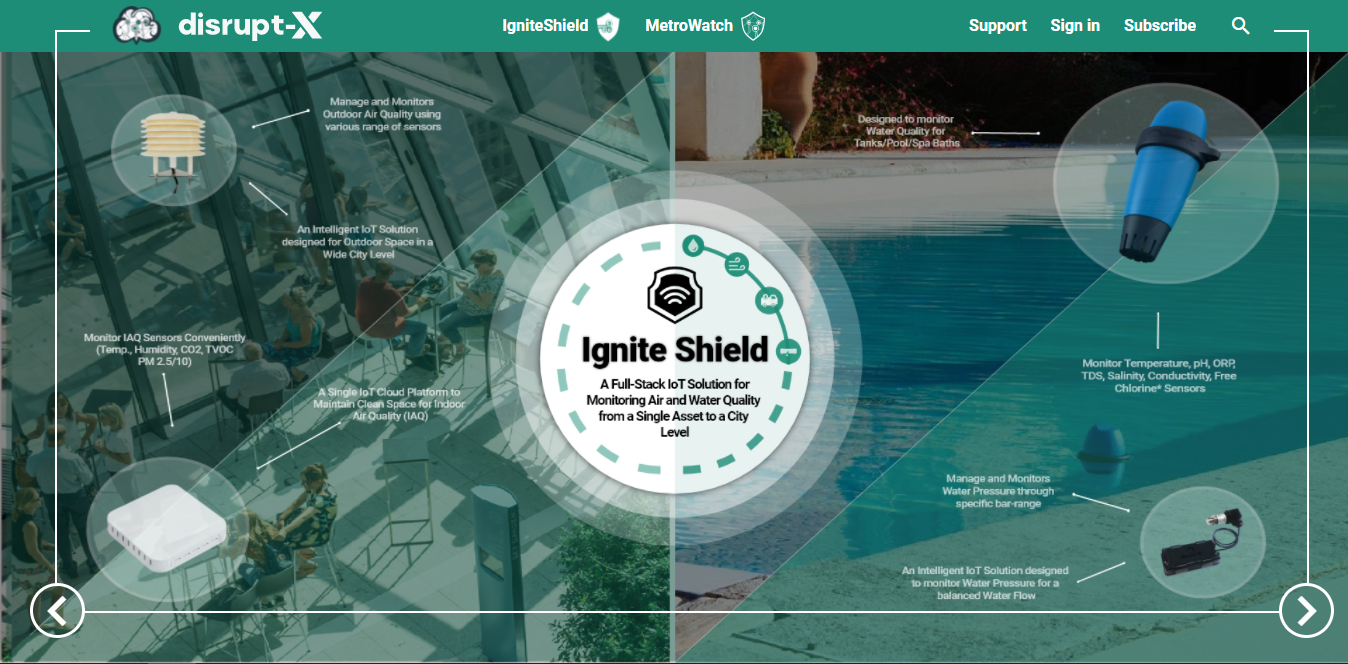 disrupt-X
IgniteShield
MetroWatch
Support
Sign in
Subscribe
Manage and Monitors
Outdoor Air Quality using
various range of sensors
An Intelligent IoT Solution
designed for Outdoor Space in a
Wide City Level
Monitor IAQ Sensors Conveniently
(Temp., Humidity, CO2, TVOC
PM 2.5/10)
A Single IoT Cloud Platform to
Maintain Clean Space for Indoor
Air Quality (IAQ)
Ignite Shield
A Full-Stack IoT Solution for
Monitoring Air and Water Quality
from a Single Asset to a City
Level
Designed to monitor
Water Quality for
Tanks/Pool/Spa Baths
Monitor Temperature, pH, ORP,
TDS, Salinity, Conductivity, Free
Chlorine* Sensors
Manage and Monitors
Water Pressure through
specific bar-range
An Intelligent IoT Solution designed
to monitor Water Pressure for a
balanced Water Flow